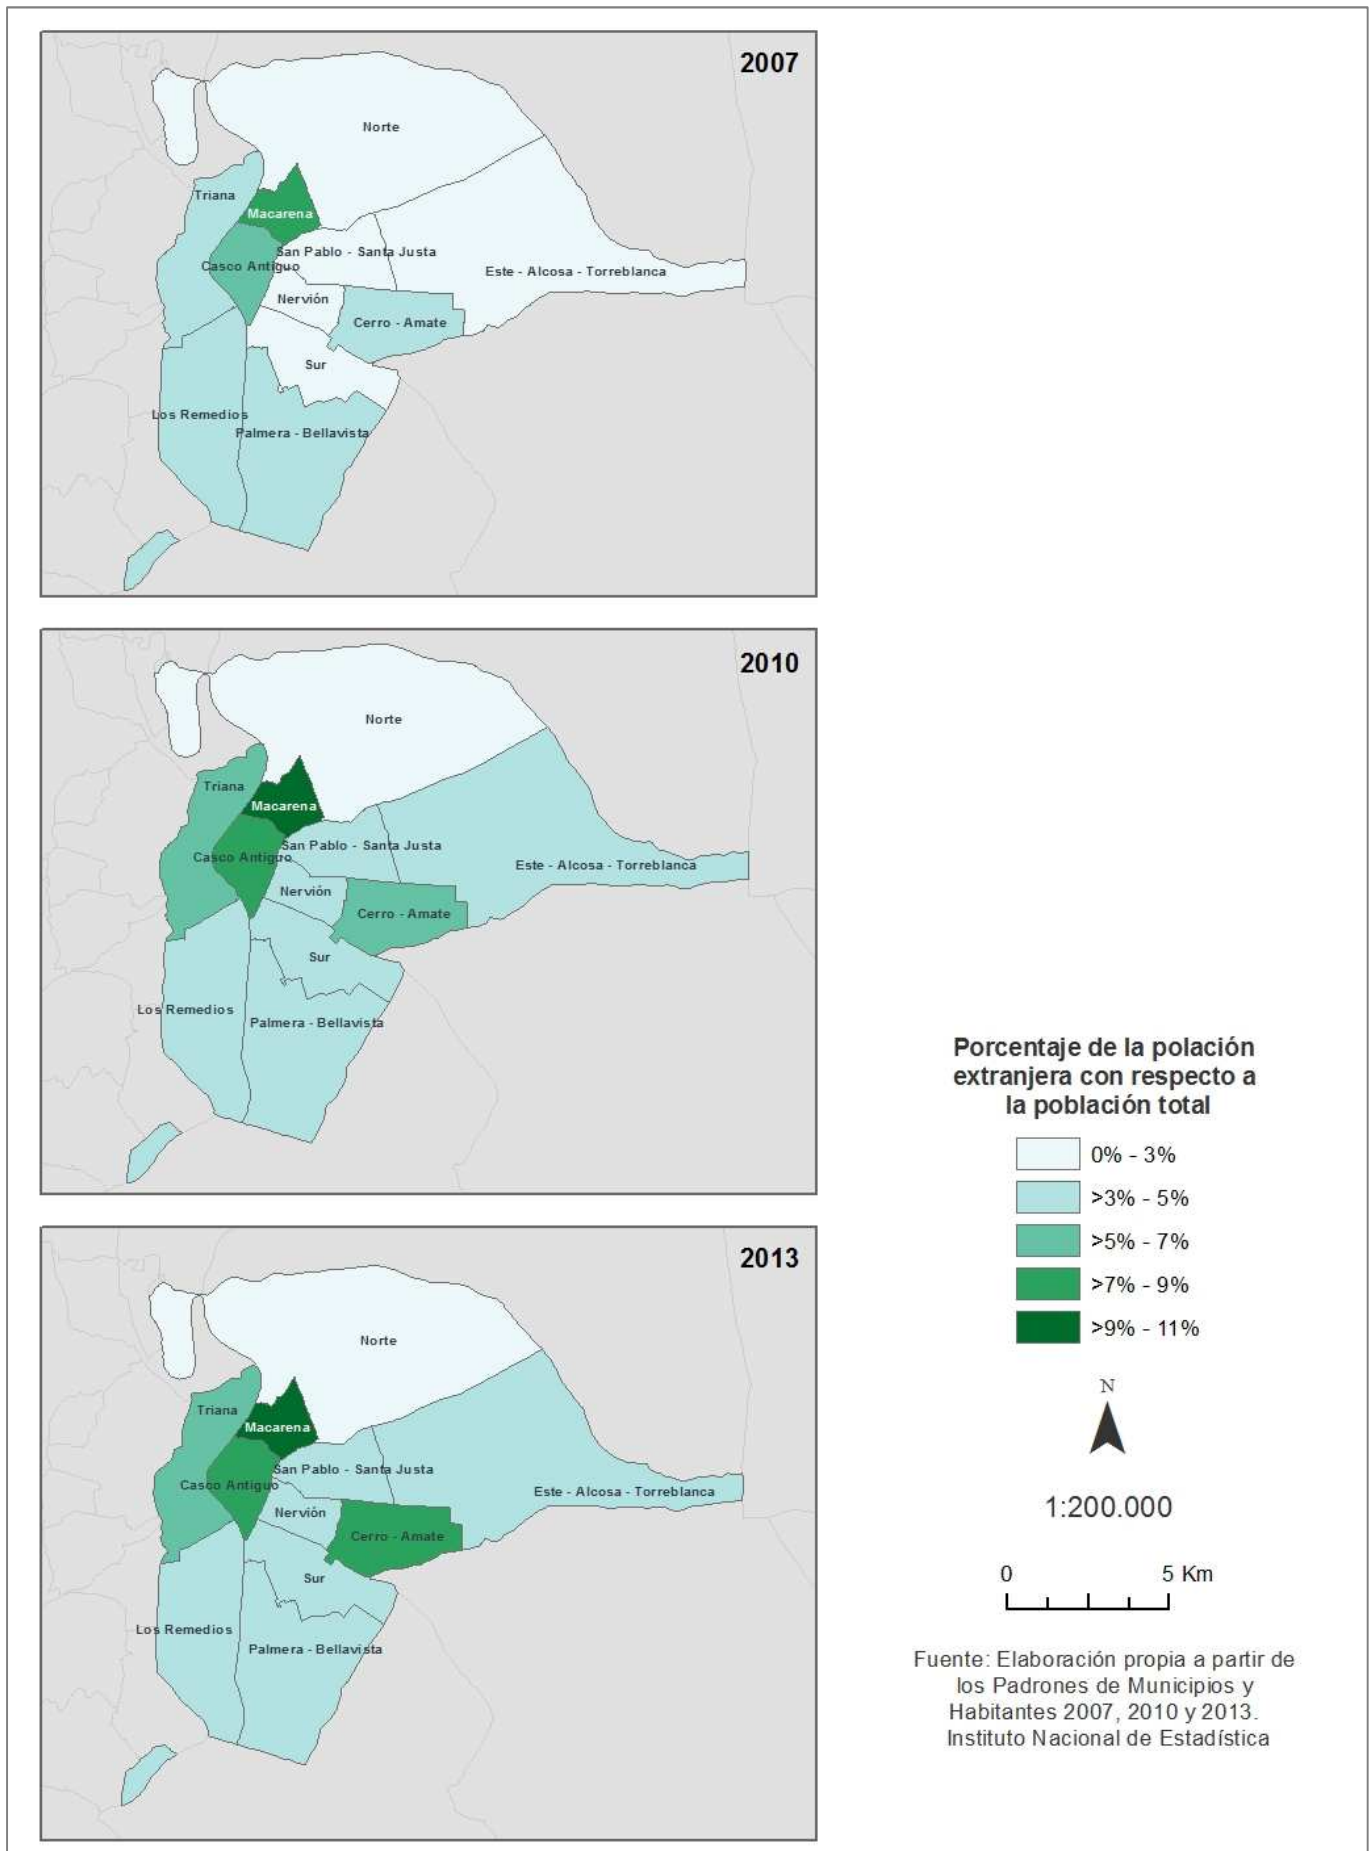 2007
Norte
Triana
Macarena
San Pablo - Santa Justa
Casco Antiguo
Este - Alcosa - Torreblanca
Nervión
Cerro - Amate
Sur
Los Remedios
Palmera - Bellavista
2010
Norte
Triana
Macarena
San Pablo - Santa Justa
Casco Antiguo
Este - Alcosa - Torreblanca
Nervión
Cerro - Amate
Sur
Los Remedios
Palmera - Bellavista
2013
Norte
Triana
Macarena
San Pablo - Santa Justa
Casco Antiguo
Este - Alcosa - Torreblanca
Nervión
Cerro - Amate
Sur
Los Remedios
Palmera - Bellavista
Porcentaje de la polación
extranjera con respecto a
la población total
0% - 3%
>3% - 5%
>5% - 7%
>7% - 9%
>9% - 11%
N
1:200.000
0 5 Km
Fuente: Elaboración propia a partir de
los Padrones de Municipios y
Habitantes 2007, 2010 y 2013.
Instituto Nacional de Estadística